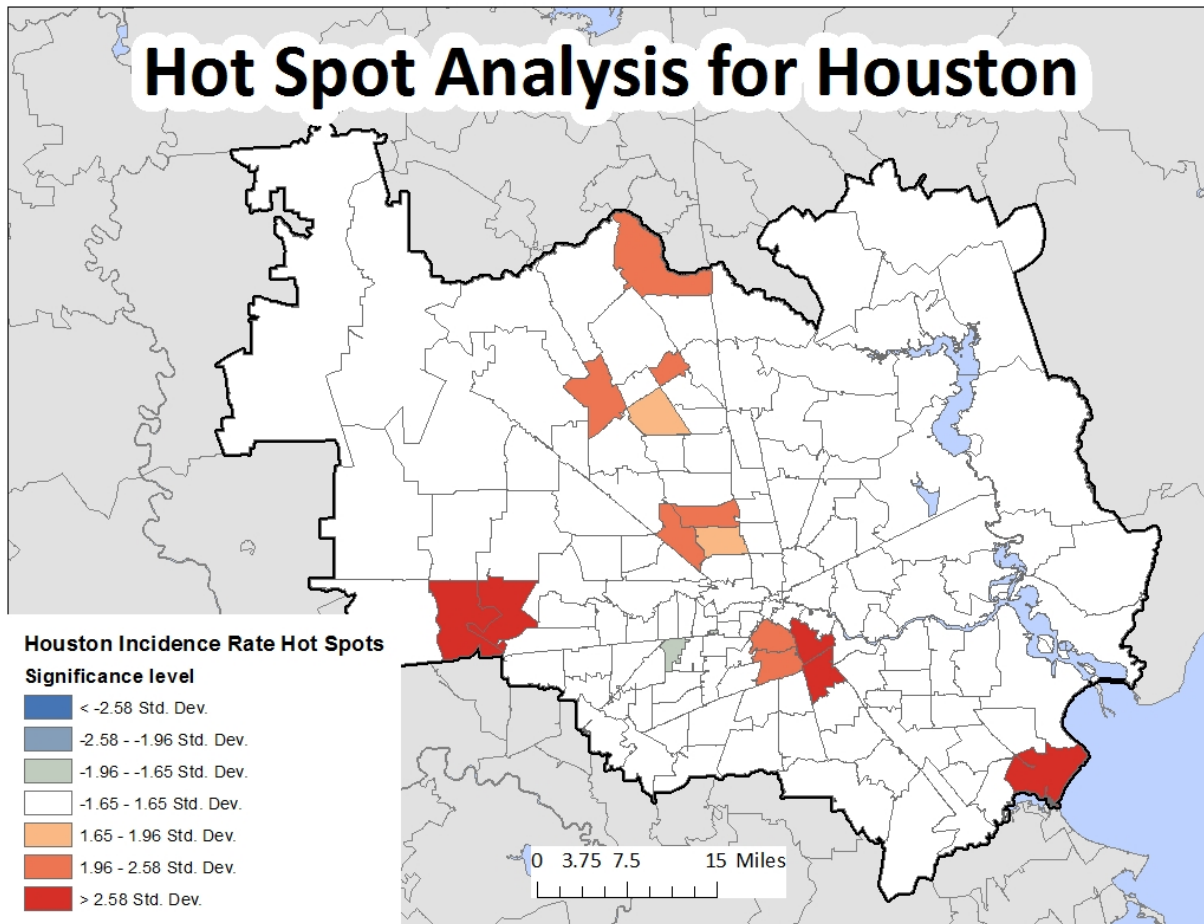 Hot Spot Analysis for Houston
Houston Incidence Rate Hot Spots
Significance level
< -2.58 Std. Dev.
-2.58 - -1.96 Std. Dev.
-1.96 - -1.65 Std. Dev.
-1.65 - 1.65 Std. Dev.
1.65 - 1.96 Std. Dev.
1.96 - 2.58 Std. Dev.
> 2.58 Std. Dev.
0 3.75 7.5 15 Miles